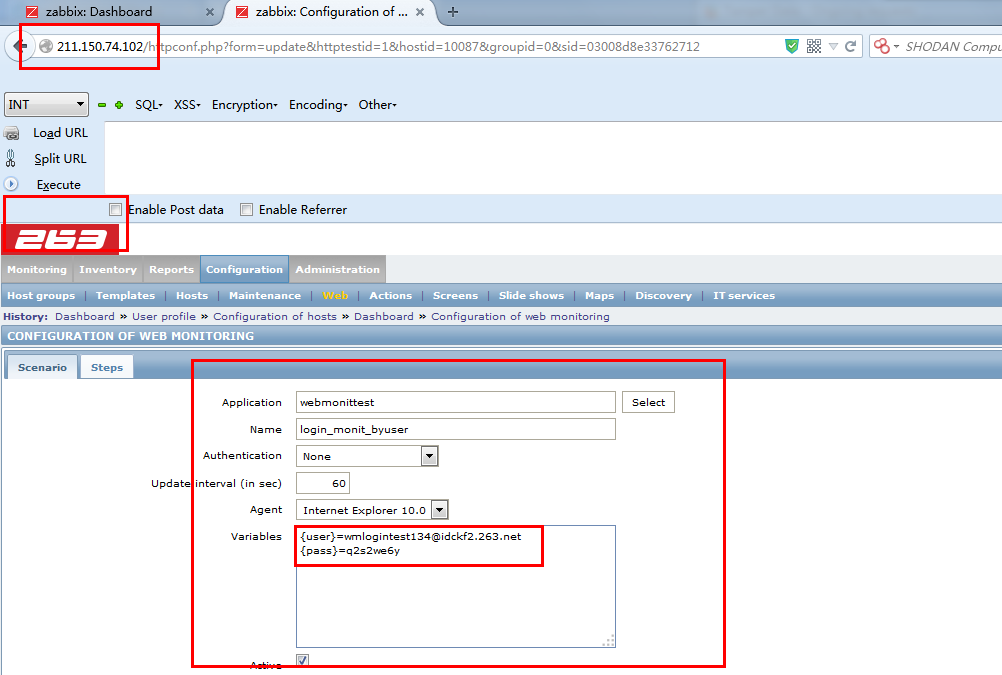 zabbix: Dashboard × zabbix: Configuration of ... × +
211.150.74.102/httpconf.php?form=update&httptestid=1&hostid=10087&groupid=0&sid=03008d8e33762712 SHODAN Compu
INT SQL XSS Encryption Encoding Other
Load URL
Split URL
Execute
Enable Post data Enable Referrer
263
Monitoring Inventory Reports Configuration Administration
Host groups | Templates | Hosts | Maintenance | Web | Actions | Screens | Slide shows | Maps | Discovery | IT services
History: Dashboard » User profile » Configuration of hosts » Dashboard » Configuration of web monitoring
CONFIGURATION OF WEB MONITORING
Scenario Steps
Application webmonittest Select
Name login_monit_byuser
Authentication None
Update interval (in sec) 60
Agent Internet Explorer 10.0
Variables {user}=wmlogintest134@idckf2.263.net
{pass}=q2s2we6y
Active